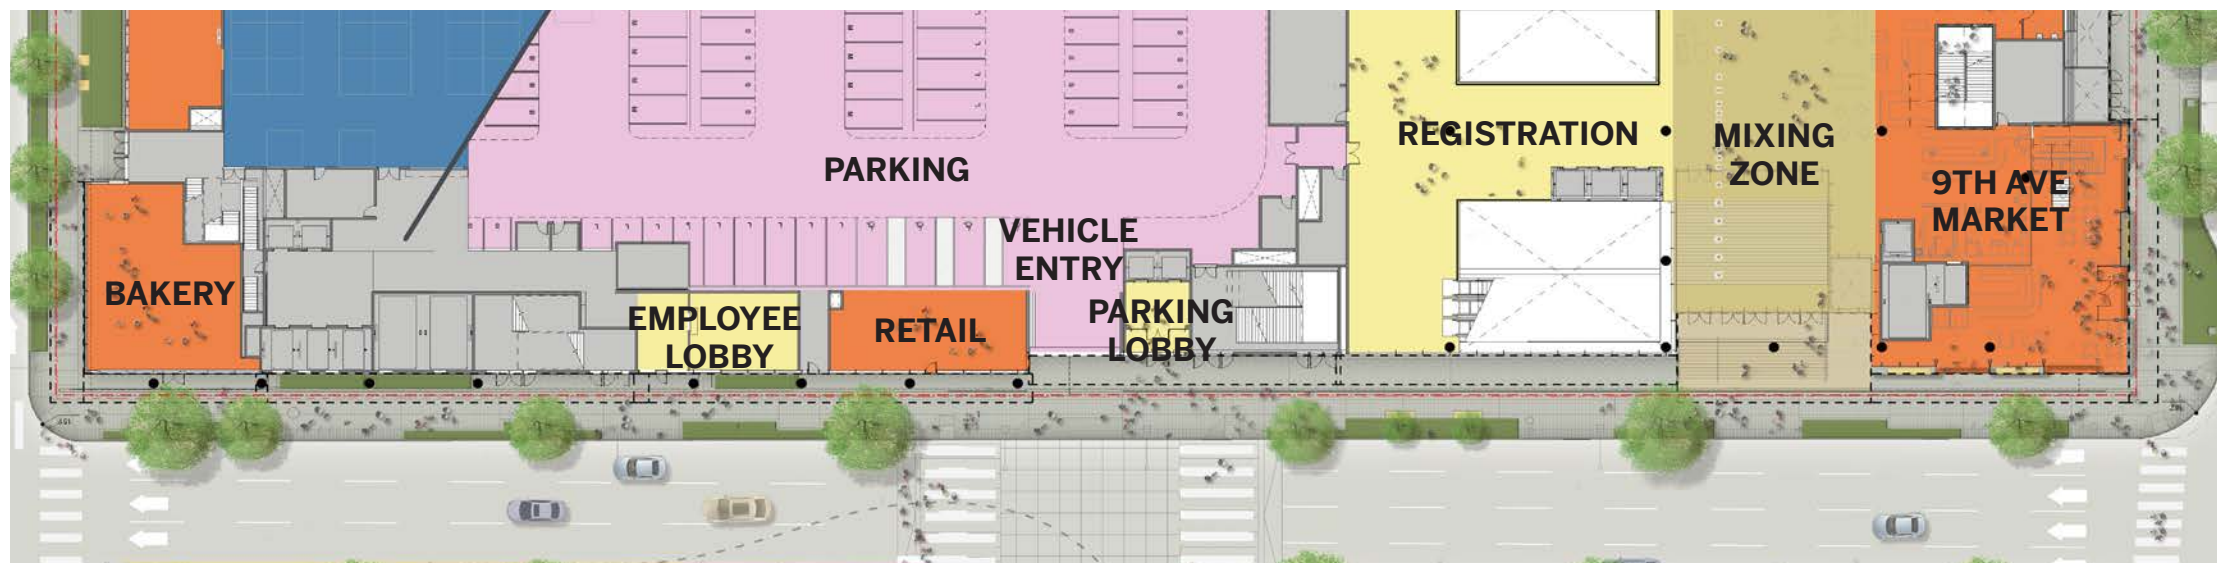 PARKING
REGISTRATION
MIXING
ZONE
9TH AVE
MARKET
VEHICLE
ENTRY
BAKERY
EMPLOYEE
LOBBY
RETAIL
PARKING
LOBBY